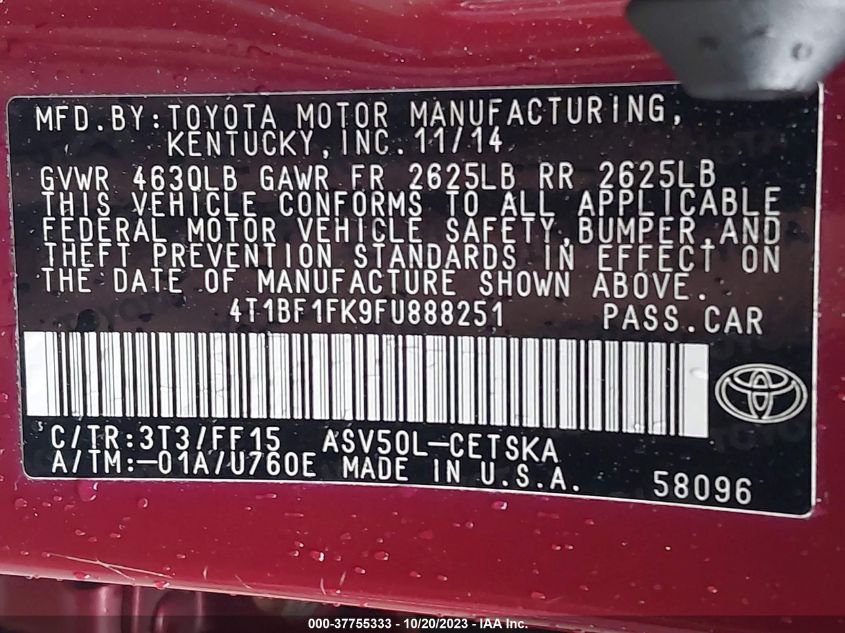 MFD.BY:TOYOTA MOTOR MANUFACTURING,
KENTUCKY, INC. 11/14
GVWR 4630LB GAWR FR 2625LB RR 2625LB
THIS VEHICLE CONFORMS TO ALL APPLICABLE
FEDERAL MOTOR VEHICLE SAFETY, BUMPER, AND
THEFT PREVENTION STANDARDS IN EFFECT ON
THE DATE OF MANUFACTURE SHOWN ABOVE.
4T1BF1FK9FU888251 PASS.CAR
C/TR:3T3/FF15 ASV50L-CETSKA
A/TM:-01A/U760E MADE IN U.S.A. 58096
000-37755333 - 10/20/2023 - IAA Inc.